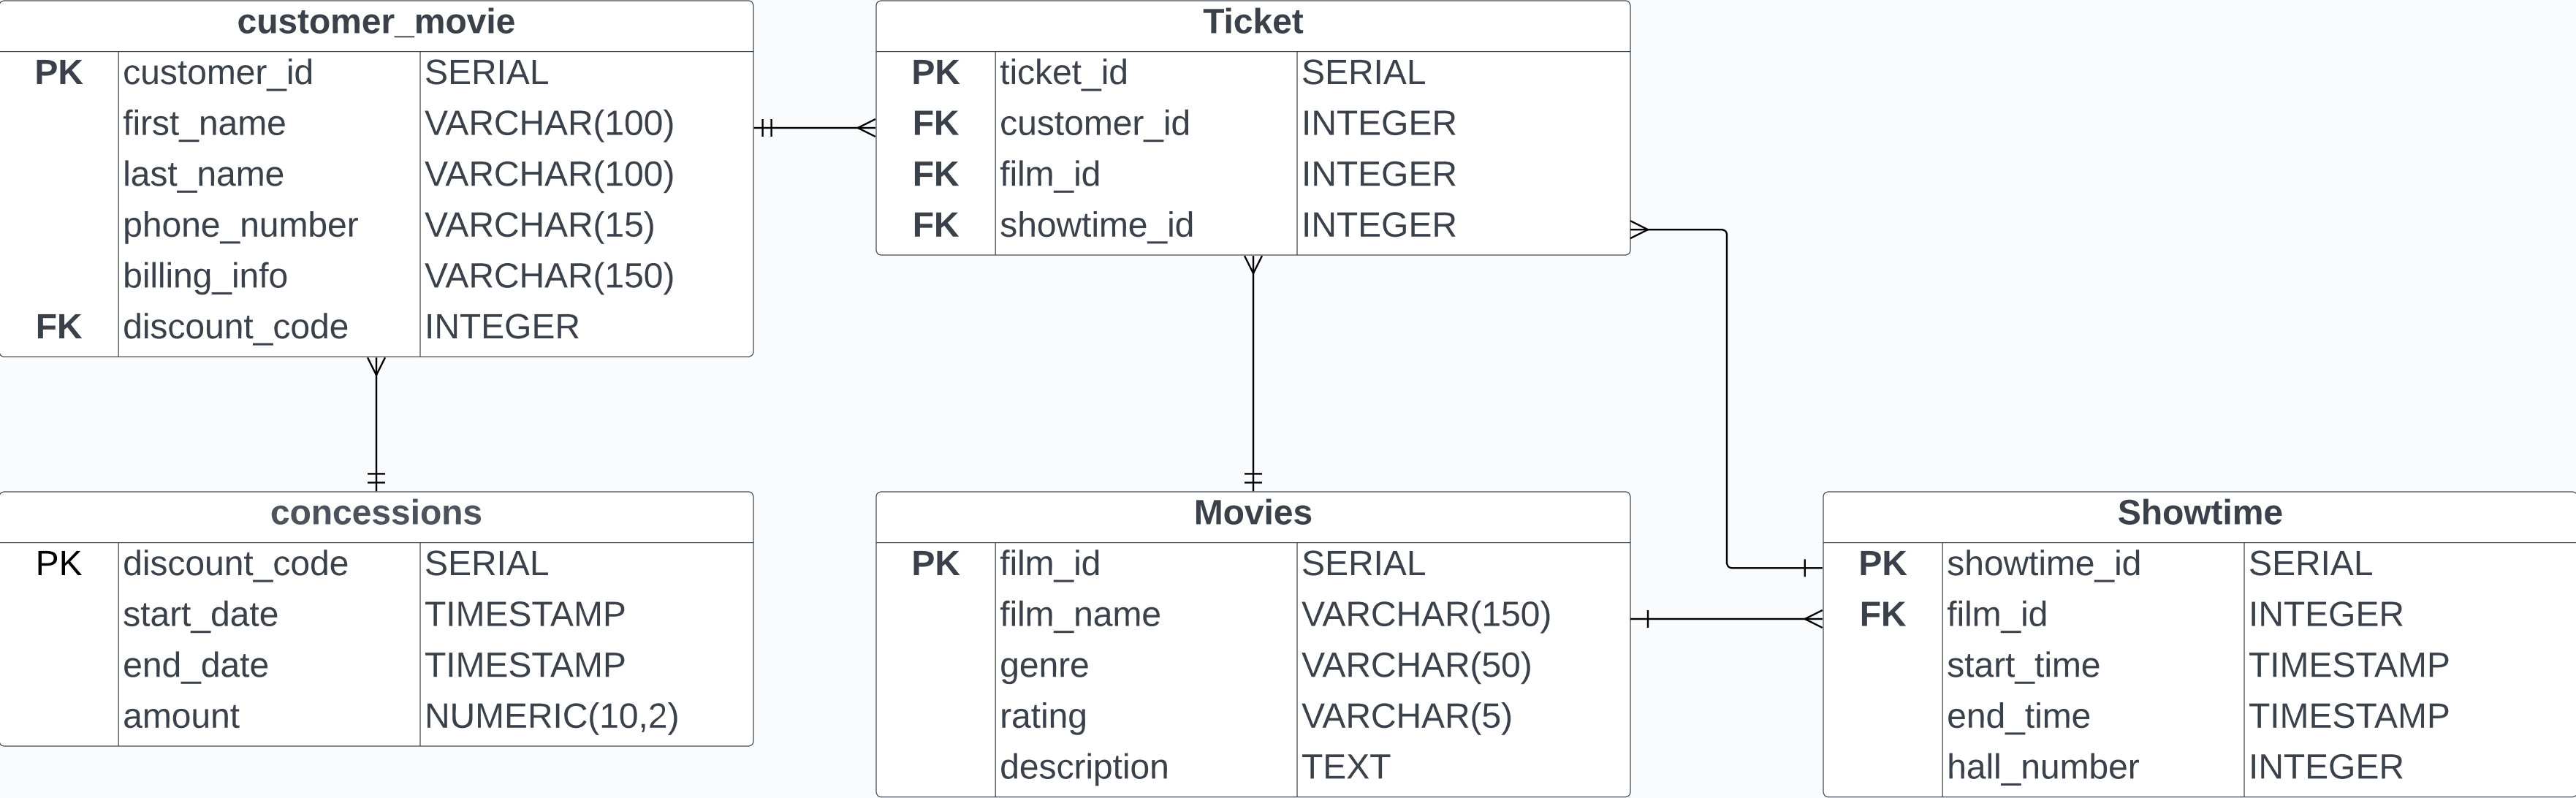 customer_movie
PK customer_id SERIAL
first_name VARCHAR(100)
last_name VARCHAR(100)
phone_number VARCHAR(15)
billing_info VARCHAR(150)
FK discount_code INTEGER
Ticket
PK ticket_id SERIAL
FK customer_id INTEGER
FK film_id INTEGER
FK showtime_id INTEGER
concessions
PK discount_code SERIAL
start_date TIMESTAMP
end_date TIMESTAMP
amount NUMERIC(10,2)
Movies
PK film_id SERIAL
film_name VARCHAR(150)
genre VARCHAR(50)
rating VARCHAR(5)
description TEXT
Showtime
PK showtime_id SERIAL
FK film_id INTEGER
start_time TIMESTAMP
end_time TIMESTAMP
hall_number INTEGER